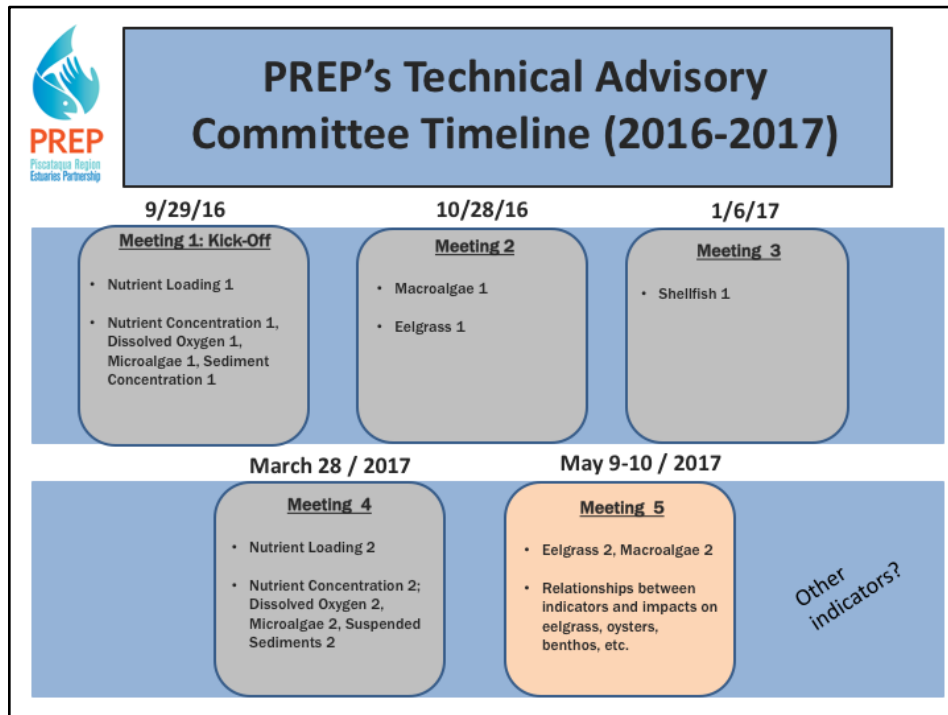 PREP
Piscataqua Region
Estuaries Partnership
PREP's Technical Advisory
Committee Timeline (2016-2017)
9/29/16
Meeting 1: Kick-Off
• Nutrient Loading 1
• Nutrient Concentration 1,
Dissolved Oxygen 1,
Microalgae 1, Sediment
Concentration 1
10/28/16
Meeting 2
• Macroalgae 1
• Eelgrass 1
1/6/17
Meeting 3
• Shellfish 1
March 28 / 2017
Meeting 4
• Nutrient Loading 2
• Nutrient Concentration 2;
Dissolved Oxygen 2,
Microalgae 2, Suspended
Sediments 2
May 9-10 / 2017
Meeting 5
• Eelgrass 2, Macroalgae 2
• Relationships between
indicators and impacts on
eelgrass, oysters,
benthos, etc.
Other
indicators?